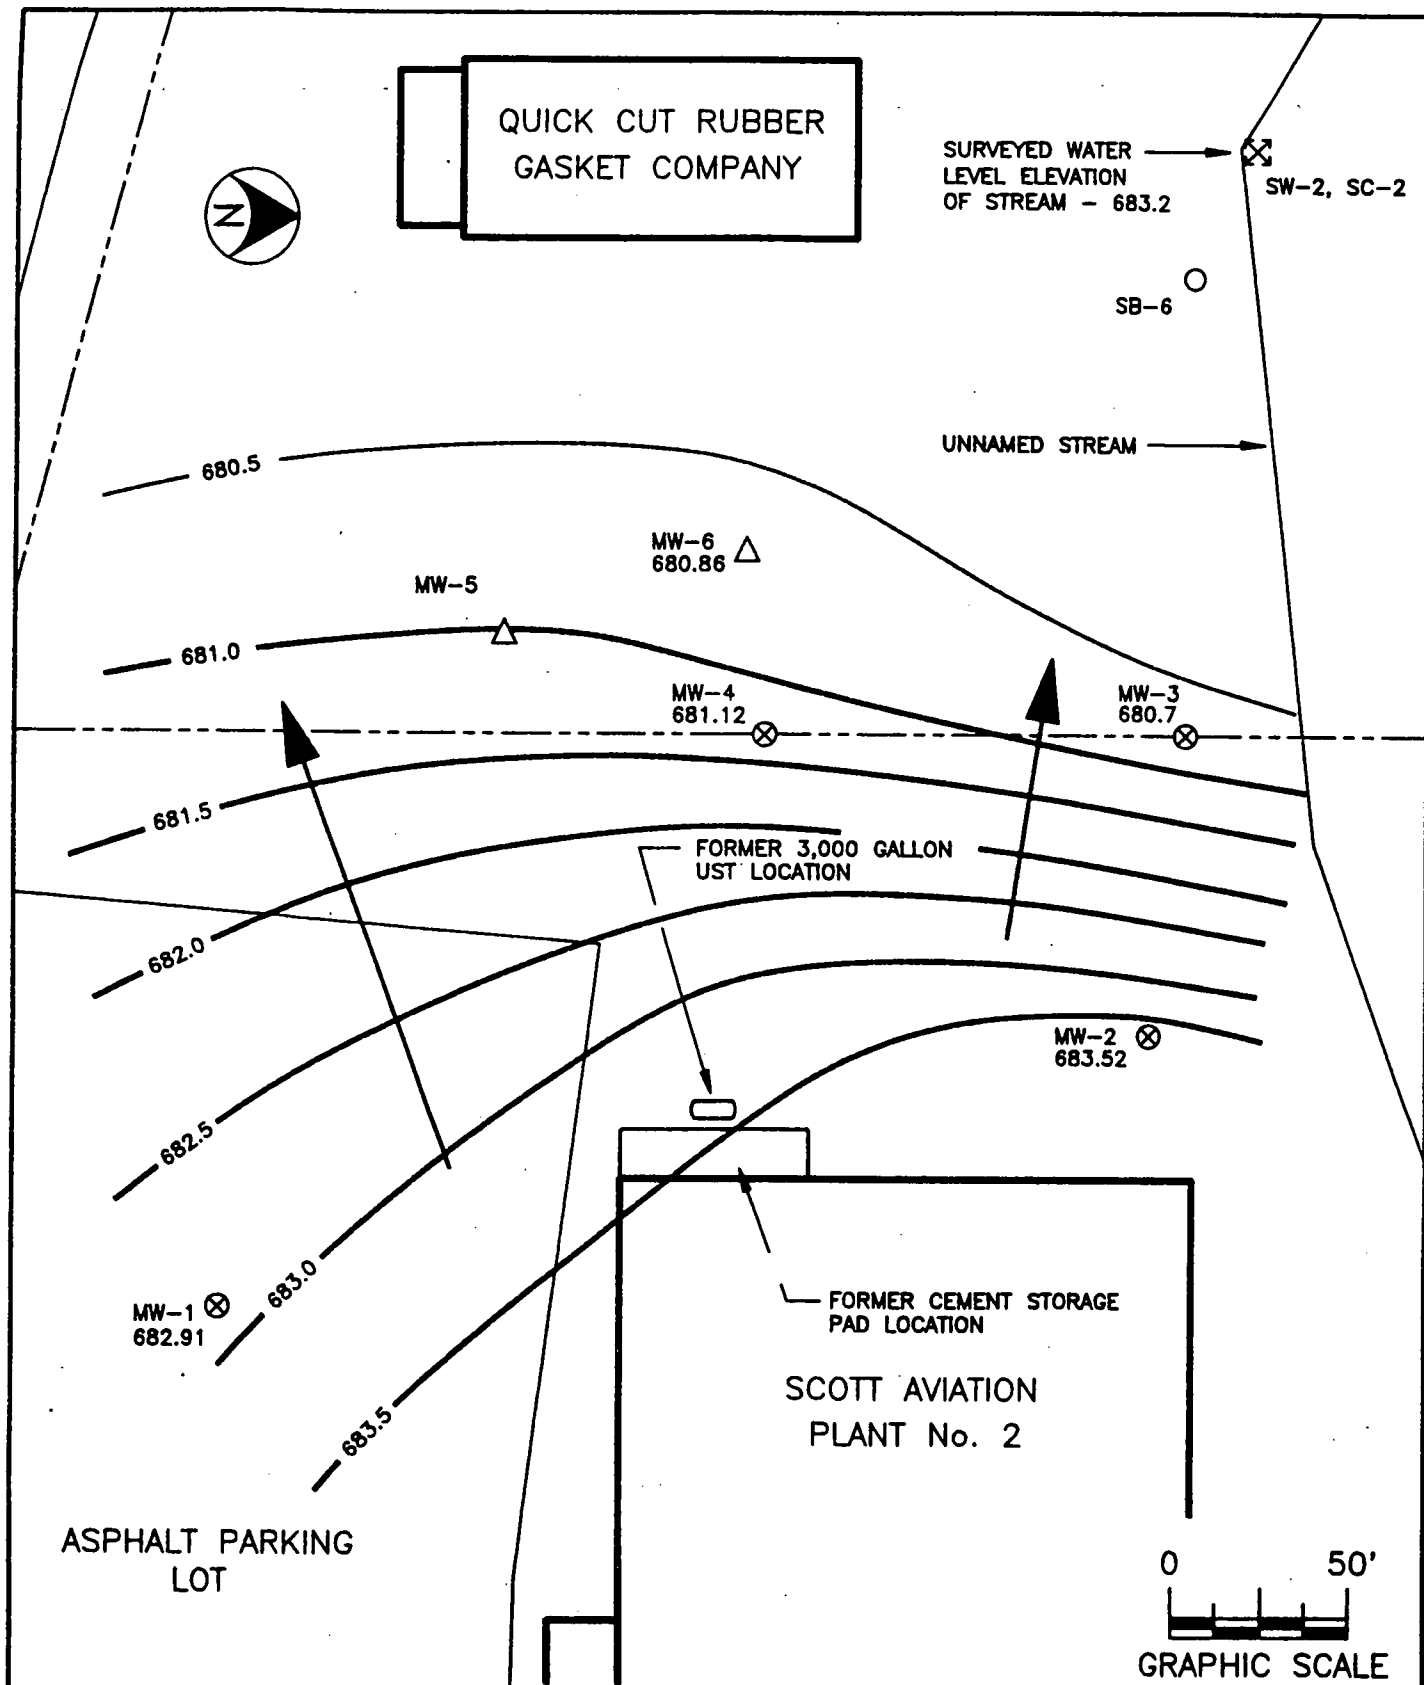 QUICK CUT RUBBER
GASKET COMPANY
N
SURVEYED WATER
LEVEL ELEVATION
OF STREAM - 683.2
SW-2, SC-2
SB-6
UNNAMED STREAM
680.5
MW-6
680.86
MW-5
681.0
MW-4
681.12
MW-3
680.7
681.5
FORMER 3,000 GALLON
UST LOCATION
682.0
MW-2
683.52
682.5
683.0
MW-1
682.91
FORMER CEMENT STORAGE
PAD LOCATION
SCOTT AVIATION
PLANT No. 2
683.5
ASPHALT PARKING
LOT
0 50'
GRAPHIC SCALE